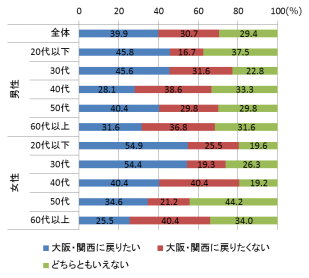 0 20 40 60 80 100(%)
全体 39.9 30.7 29.4
男性
20代以下 45.8 16.7 37.5
30代 45.6 31.6 22.8
40代 28.1 38.6 33.3
50代 40.4 29.8 29.8
60代以上 31.6 36.8 31.6
女性
20代以下 54.9 25.5 19.6
30代 54.4 19.3 26.3
40代 40.4 40.4 19.2
50代 34.6 21.2 44.2
60代以上 25.5 40.4 34.0
大阪・関西に戻りたい 大阪・関西に戻りたくない
どちらともいえない